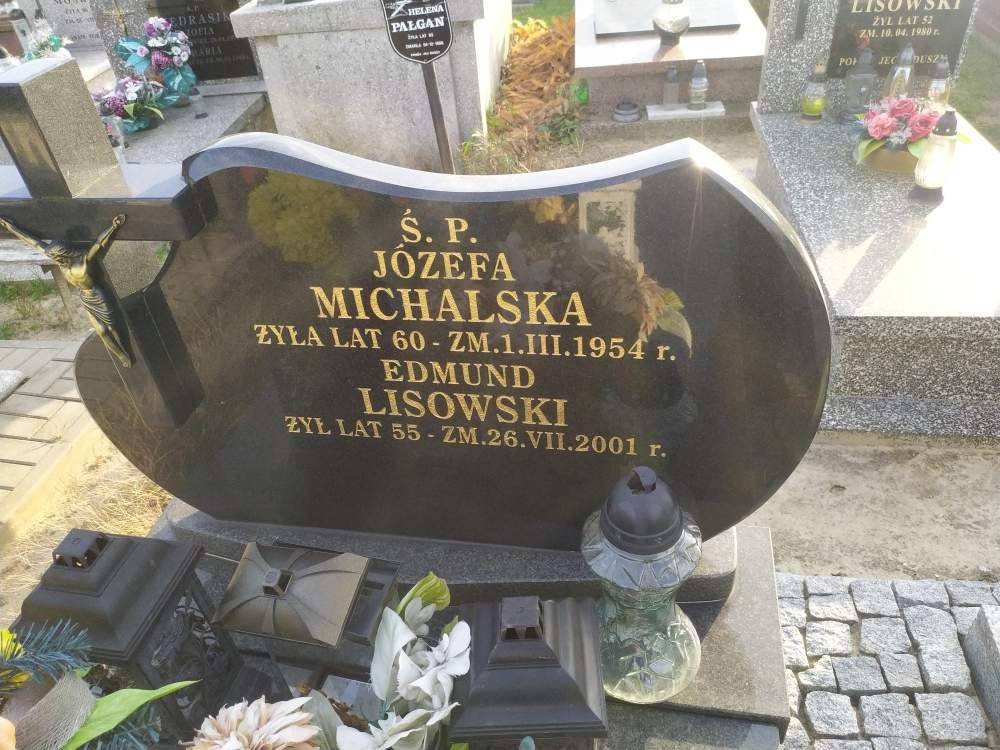 HELENA
PAŁGAN
LISOWSKI
ŻYŁ LAT 52
ZM. 10. 04. 1980 r.
Ś. P.
JÓZEFA
MICHALSKA
ŻYŁA LAT 60 - ZM.1.III.1954 r.
EDMUND
LISOWSKI
ŻYŁ LAT 55 - ZM.26.VII.2001 r.